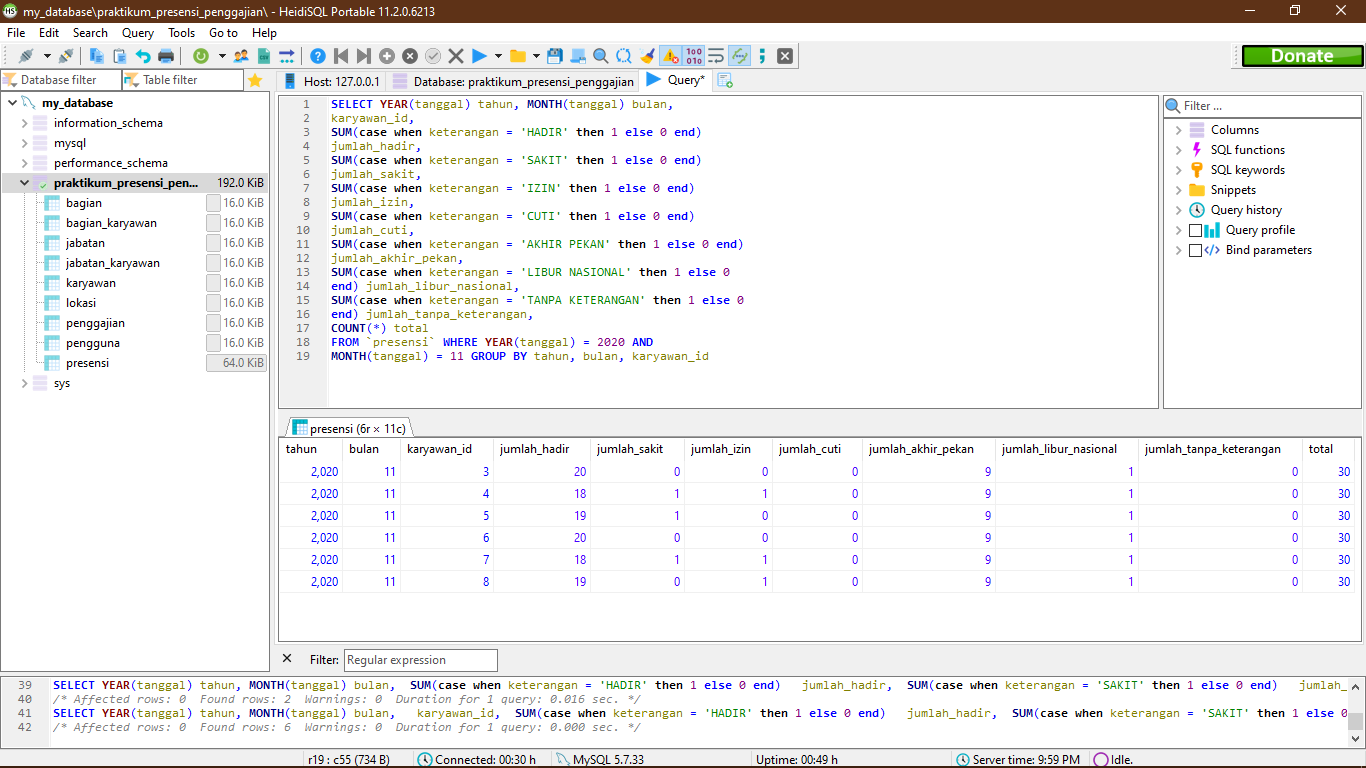 my_database\praktikum_presensi_penggajian\ - HeidiSQL Portable 11.2.0.6213
File Edit Search Query Tools Go to Help
Donate
Database filter Table filter
Host: 127.0.0.1 Database: praktikum_presensi_penggajian Query*
my_database
information_schema
mysql
performance_schema
praktikum_presensi_pen... 192.0 KiB
bagian 16.0 KiB
bagian_karyawan 16.0 KiB
jabatan 16.0 KiB
jabatan_karyawan 16.0 KiB
karyawan 16.0 KiB
lokasi 16.0 KiB
penggajian 16.0 KiB
pengguna 16.0 KiB
presensi 64.0 KiB
sys
1 SELECT YEAR(tanggal) tahun, MONTH(tanggal) bulan,
2 karyawan_id,
3 SUM(case when keterangan = 'HADIR' then 1 else 0 end)
4 jumlah_hadir,
5 SUM(case when keterangan = 'SAKIT' then 1 else 0 end)
6 jumlah_sakit,
7 SUM(case when keterangan = 'IZIN' then 1 else 0 end)
8 jumlah_izin,
9 SUM(case when keterangan = 'CUTI' then 1 else 0 end)
10 jumlah_cuti,
11 SUM(case when keterangan = 'AKHIR PEKAN' then 1 else 0 end)
12 jumlah_akhir_pekan,
13 SUM(case when keterangan = 'LIBUR NASIONAL' then 1 else 0
14 end) jumlah_libur_nasional,
15 SUM(case when keterangan = 'TANPA KETERANGAN' then 1 else 0
16 end) jumlah_tanpa_keterangan,
17 COUNT(*) total
18 FROM `presensi` WHERE YEAR(tanggal) = 2020 AND
19 MONTH(tanggal) = 11 GROUP BY tahun, bulan, karyawan_id
Filter ...
Columns
SQL functions
SQL keywords
Snippets
Query history
Query profile
Bind parameters
presensi (6r × 11c)
tahun bulan karyawan_id jumlah_hadir jumlah_sakit jumlah_izin jumlah_cuti jumlah_akhir_pekan jumlah_libur_nasional jumlah_tanpa_keterangan total
2,020 11 3 20 0 0 0 9 1 0 30
2,020 11 4 18 1 1 0 9 1 0 30
2,020 11 5 19 1 0 0 9 1 0 30
2,020 11 6 20 0 0 0 9 1 0 30
2,020 11 7 18 1 1 0 9 1 0 30
2,020 11 8 19 0 1 0 9 1 0 30
Filter: Regular expression
39 SELECT YEAR(tanggal) tahun, MONTH(tanggal) bulan, SUM(case when keterangan = 'HADIR' then 1 else 0 end) jumlah_hadir, SUM(case when keterangan = 'SAKIT' then 1 else 0 end) jumlah_
40 /* Affected rows: 0 Found rows: 2 Warnings: 0 Duration for 1 query: 0.016 sec. */
41 SELECT YEAR(tanggal) tahun, MONTH(tanggal) bulan, karyawan_id, SUM(case when keterangan = 'HADIR' then 1 else 0 end) jumlah_hadir, SUM(case when keterangan = 'SAKIT' then 1 else 0
42 /* Affected rows: 0 Found rows: 6 Warnings: 0 Duration for 1 query: 0.000 sec. */
r19 : c55 (734 B) Connected: 00:30 h MySQL 5.7.33 Uptime: 00:49 h Server time: 9:59 PM Idle.